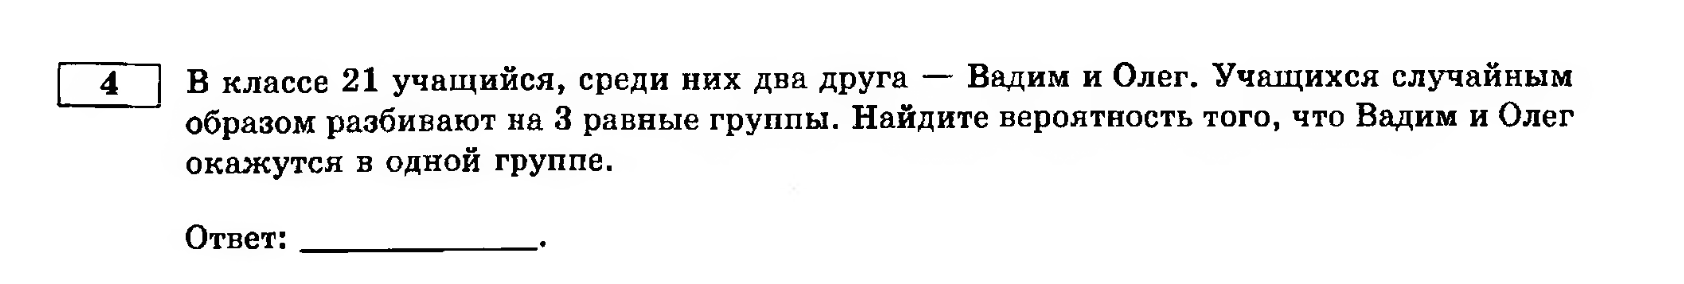 4
В классе 21 учащийся, среди них два друга — Вадим и Олег. Учащихся случайным
образом разбивают на 3 равные группы. Найдите вероятность того, что Вадим и Олег
окажутся в одной группе.
Ответ: ____________.